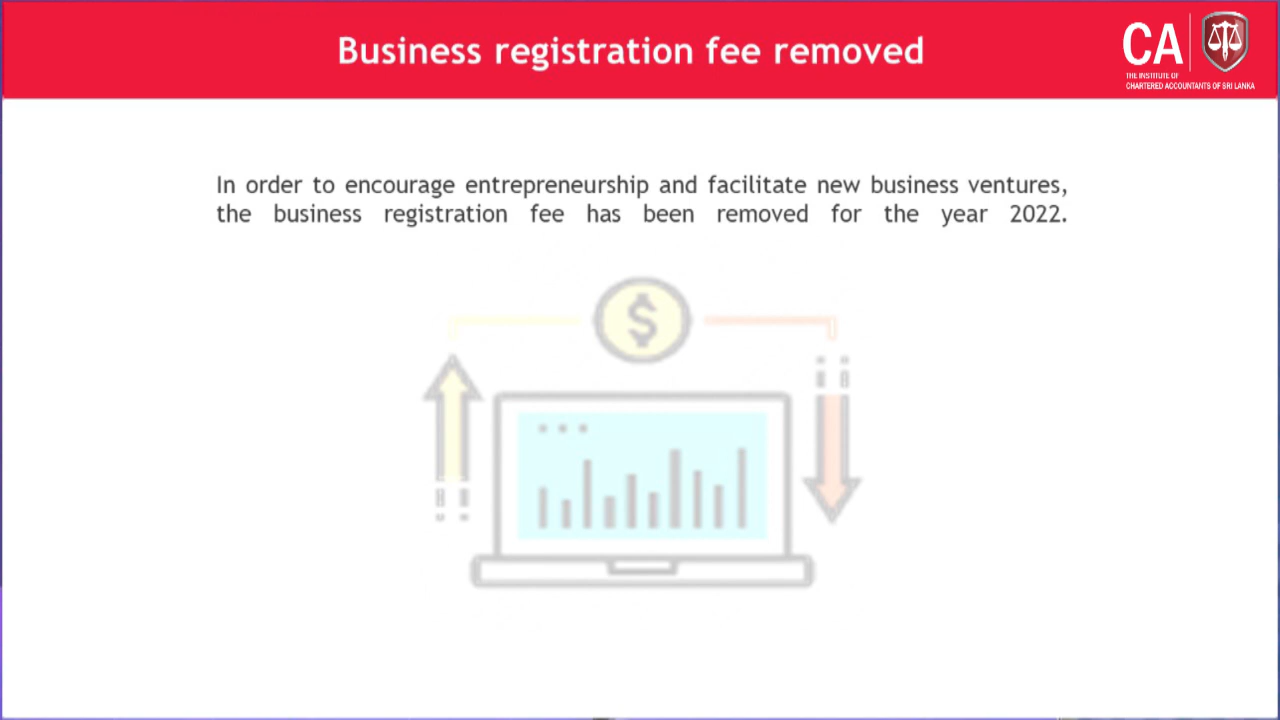 Business registration fee removed
CA
THE INSTITUTE OF
CHARTERED ACCOUNTANTS OF SRI LANKA
In order to encourage entrepreneurship and facilitate new business ventures,
the business registration fee has been removed for the year 2022.
$